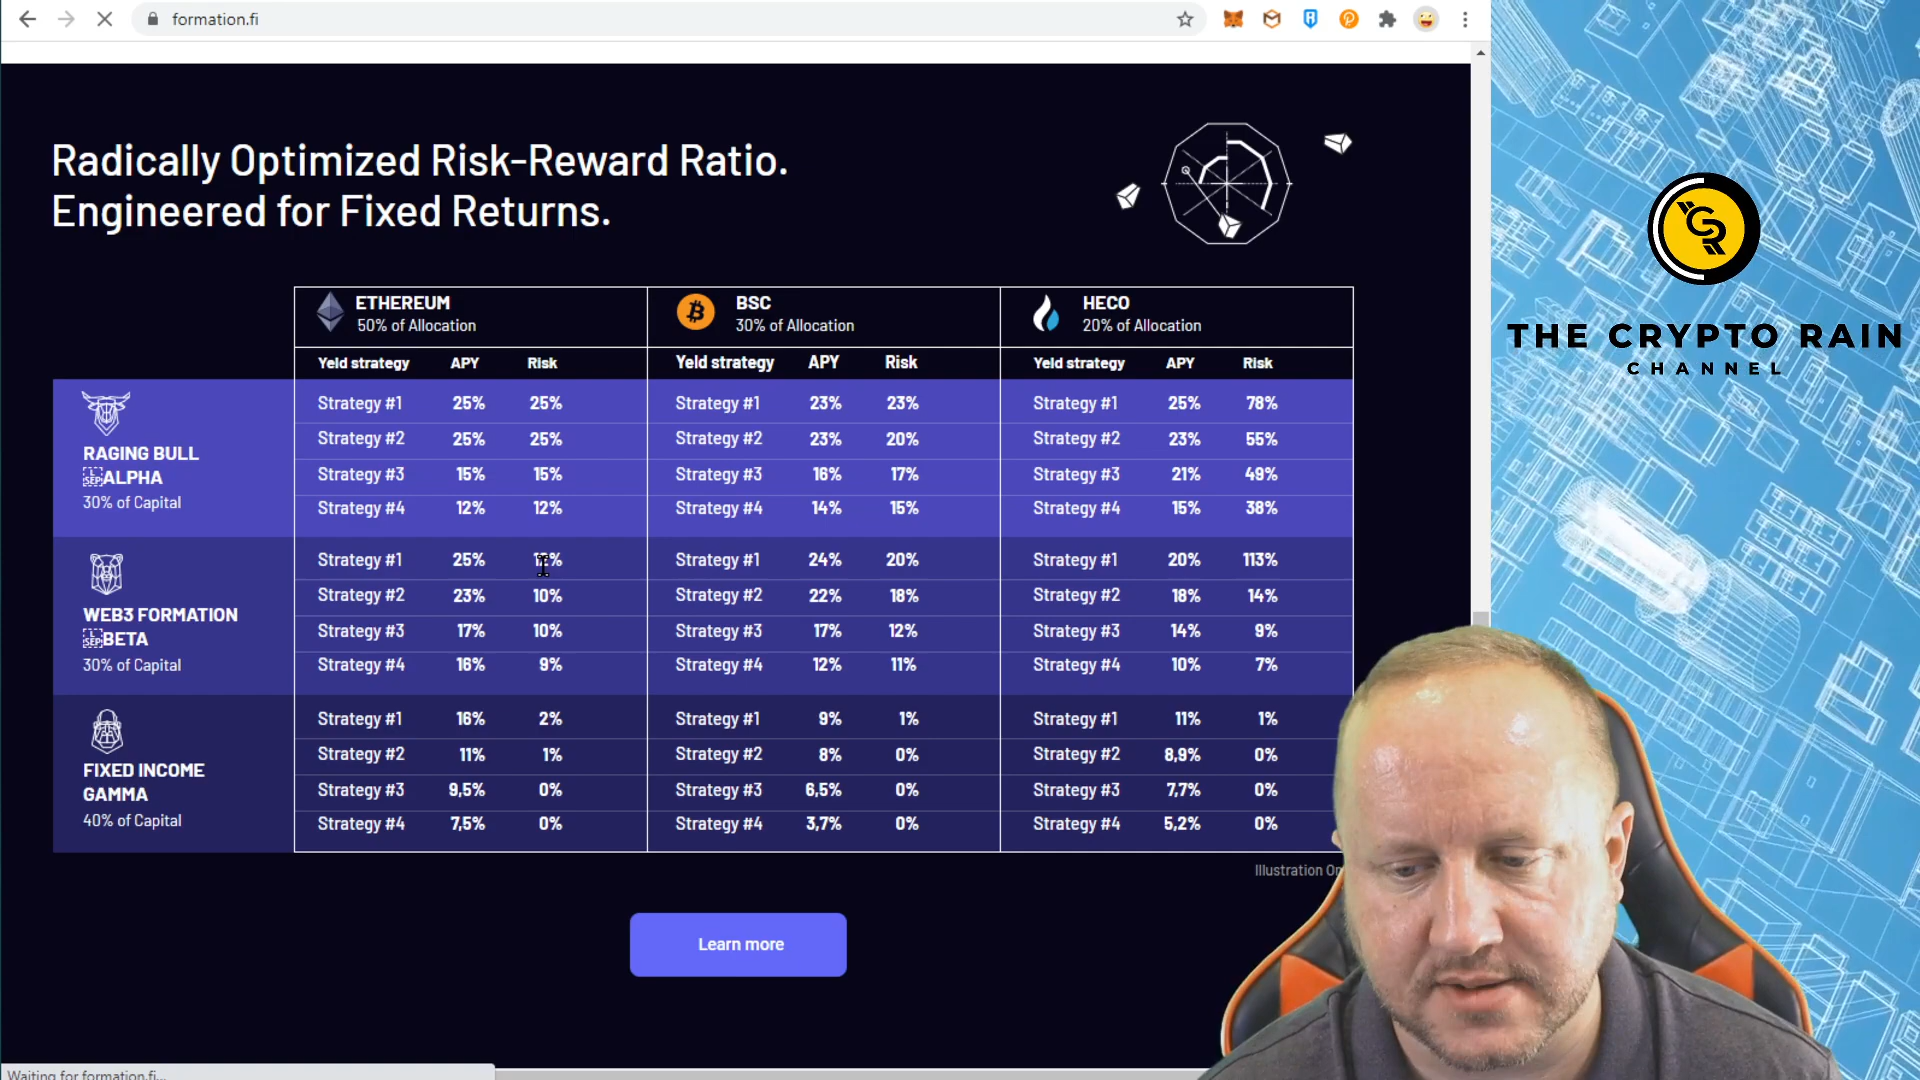 formation.fi
Radically Optimized Risk-Reward Ratio.
Engineered for Fixed Returns.
ETHEREUM
50% of Allocation
BSC
30% of Allocation
HECO
20% of Allocation
Yeld strategy APY Risk Yeld strategy APY Risk Yeld strategy APY Risk
RAGING BULL
L SEP ALPHA
30% of Capital
Strategy #1 25% 25% Strategy #1 23% 23% Strategy #1 25% 78%
Strategy #2 25% 25% Strategy #2 23% 20% Strategy #2 23% 55%
Strategy #3 15% 15% Strategy #3 16% 17% Strategy #3 21% 49%
Strategy #4 12% 12% Strategy #4 14% 15% Strategy #4 15% 38%
WEB3 FORMATION
L SEP BETA
30% of Capital
Strategy #1 25% Strategy #1 24% 20% Strategy #1 20% 113%
Strategy #2 23% 10% Strategy #2 22% 18% Strategy #2 18% 14%
Strategy #3 17% 10% Strategy #3 17% 12% Strategy #3 14% 9%
Strategy #4 16% 9% Strategy #4 12% 11% Strategy #4 10% 7%
FIXED INCOME
GAMMA
40% of Capital
Strategy #1 16% 2% Strategy #1 9% 1% Strategy #1 11% 1%
Strategy #2 11% 1% Strategy #2 8% 0% Strategy #2 8,9% 0%
Strategy #3 9,5% 0% Strategy #3 6,5% 0% Strategy #3 7,7% 0%
Strategy #4 7,5% 0% Strategy #4 3,7% 0% Strategy #4 5,2% 0%
Illustration
Learn more
Waiting for formation.fi...
CR
THE CRYPTO RAIN
CHANNEL